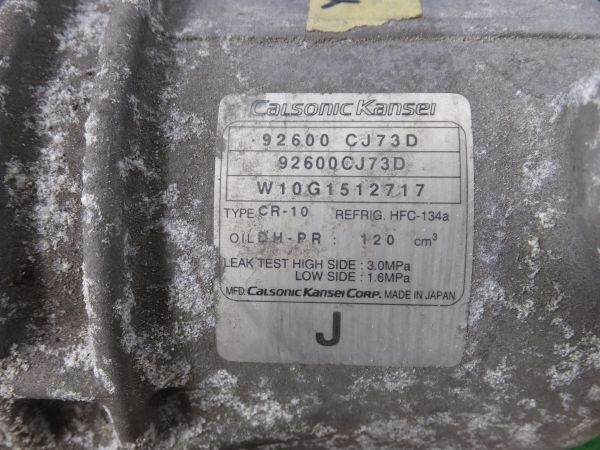 Calsonic Kansei
92600 CJ73D
92600CJ73D
W10G1512717
TYPE CR-10 REFRIG. HFC-134a
OIL DH-PR : 120 cm³
LEAK TEST HIGH SIDE : 3.0MPa
LOW SIDE : 1.6MPa
MFD. CALSONIC KANSEI CORP. MADE IN JAPAN
J